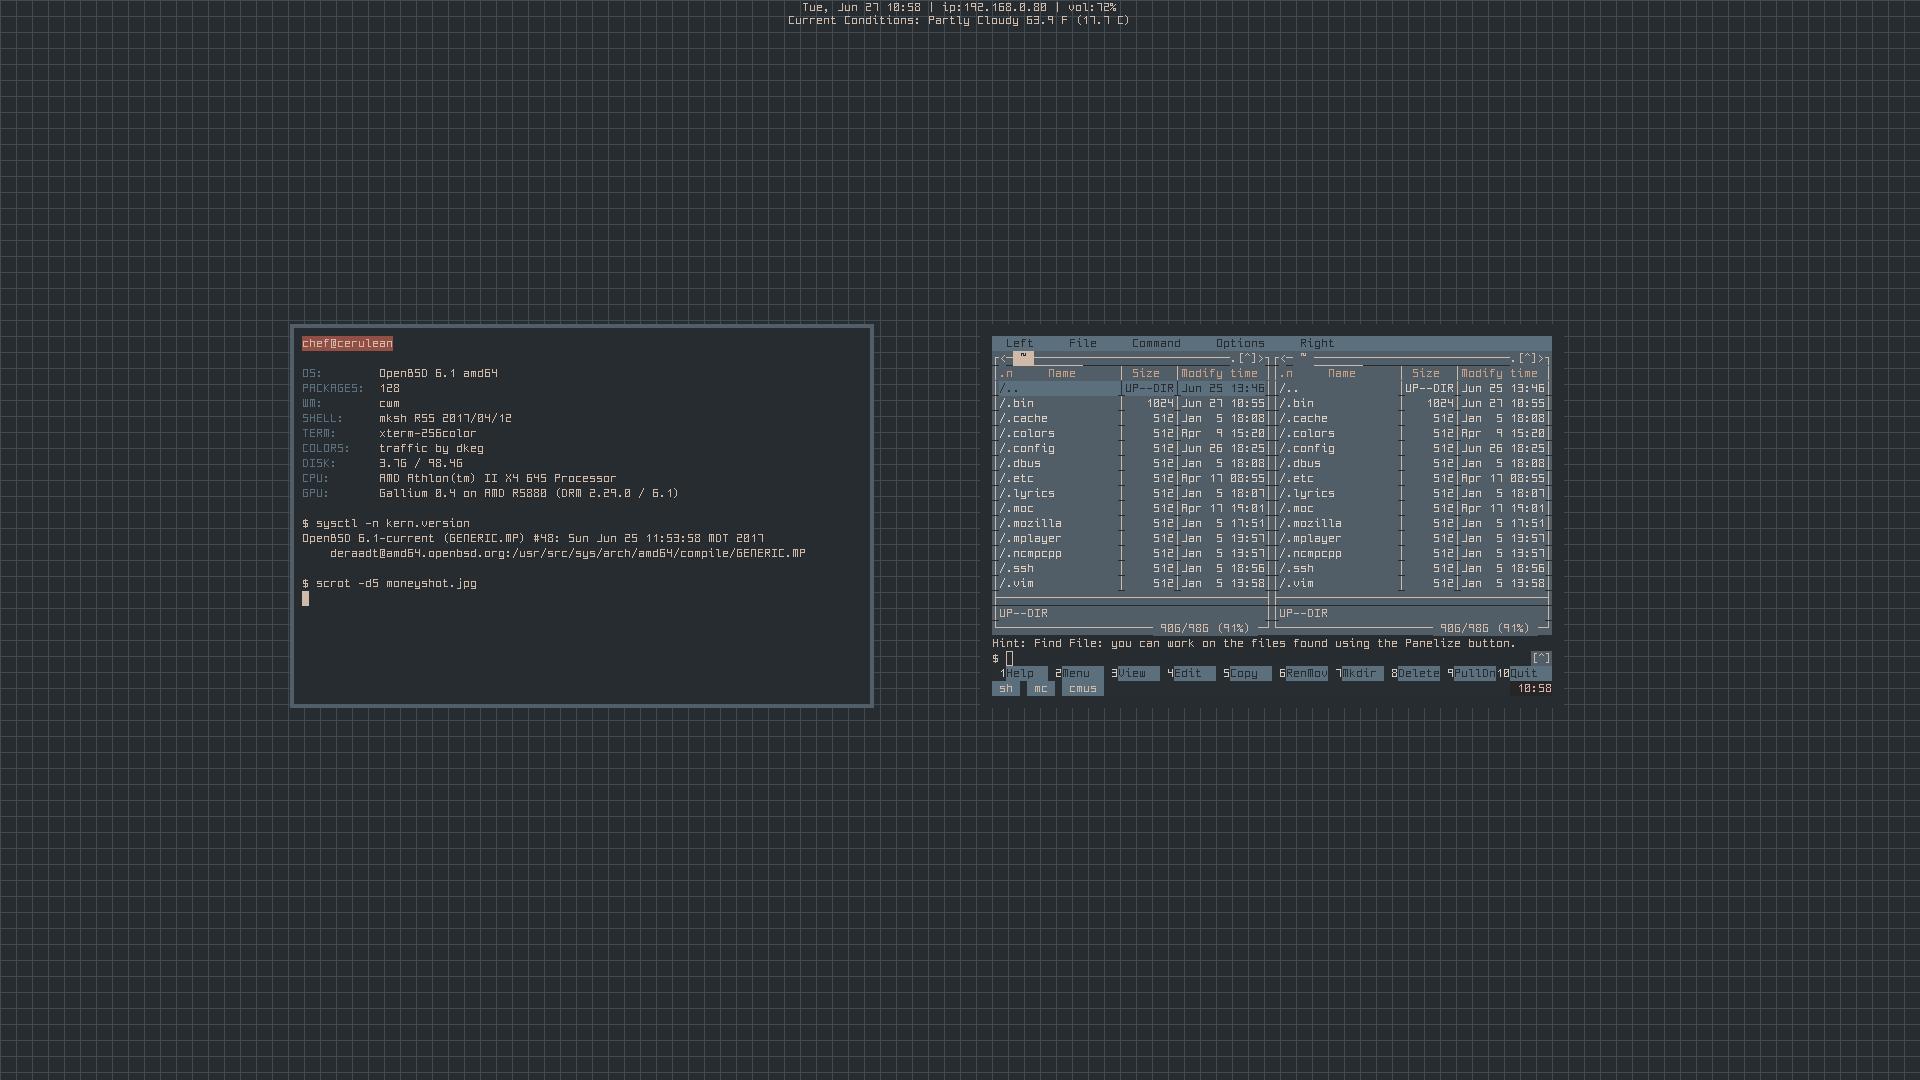 Tue, Jun 27 10:58 | ip:192.168.0.80 | vol:72%
Current Conditions: Partly Cloudy 63.9 F (17.7 C)
chef@cerulean
OS: OpenBSD 6.1 amd64
PACKAGES: 128
WM: cwm
SHELL: mksh R55 2017/04/12
TERM: xterm-256color
COLORS: traffic by dkeg
DISK: 3.7G / 98.4G
CPU: AMD Athlon(tm) II X4 645 Processor
GPU: Gallium 0.4 on AMD RS880 (DRM 2.29.0 / 6.1)
$ sysctl -n kern.version
OpenBSD 6.1-current (GENERIC.MP) #48: Sun Jun 25 11:53:58 MDT 2017
deraadt@amd64.openbsd.org:/usr/src/sys/arch/amd64/compile/GENERIC.MP
$ scrot -d5 moneyshot.jpg
Left File Command Options Right
<- ~ .[^]> <- ~ .[^]>
.n Name Size Modify time .n Name Size Modify time
/.. UP--DIR Jun 25 13:46 /.. UP--DIR Jun 25 13:46
/.bin 1024 Jun 27 10:55 /.bin 1024 Jun 27 10:55
/.cache 512 Jan 5 18:08 /.cache 512 Jan 5 18:08
/.colors 512 Apr 9 15:20 /.colors 512 Apr 9 15:20
/.config 512 Jun 26 18:25 /.config 512 Jun 26 18:25
/.dbus 512 Jan 5 18:08 /.dbus 512 Jan 5 18:08
/.etc 512 Apr 17 08:55 /.etc 512 Apr 17 08:55
/.lyrics 512 Jan 5 18:07 /.lyrics 512 Jan 5 18:07
/.moc 512 Apr 17 19:01 /.moc 512 Apr 17 19:01
/.mozilla 512 Jan 5 17:51 /.mozilla 512 Jan 5 17:51
/.mplayer 512 Jan 5 13:57 /.mplayer 512 Jan 5 13:57
/.ncmpcpp 512 Jan 5 13:57 /.ncmpcpp 512 Jan 5 13:57
/.ssh 512 Jan 5 18:56 /.ssh 512 Jan 5 18:56
/.vim 512 Jan 5 13:58 /.vim 512 Jan 5 13:58
UP--DIR UP--DIR
90G/98G (91%) 90G/98G (91%)
Hint: Find File: you can work on the files found using the Panelize button.
$ [^]
1Help 2Menu 3View 4Edit 5Copy 6RenMov 7Mkdir 8Delete 9PullDn 10Quit
sh mc cmus 10:58